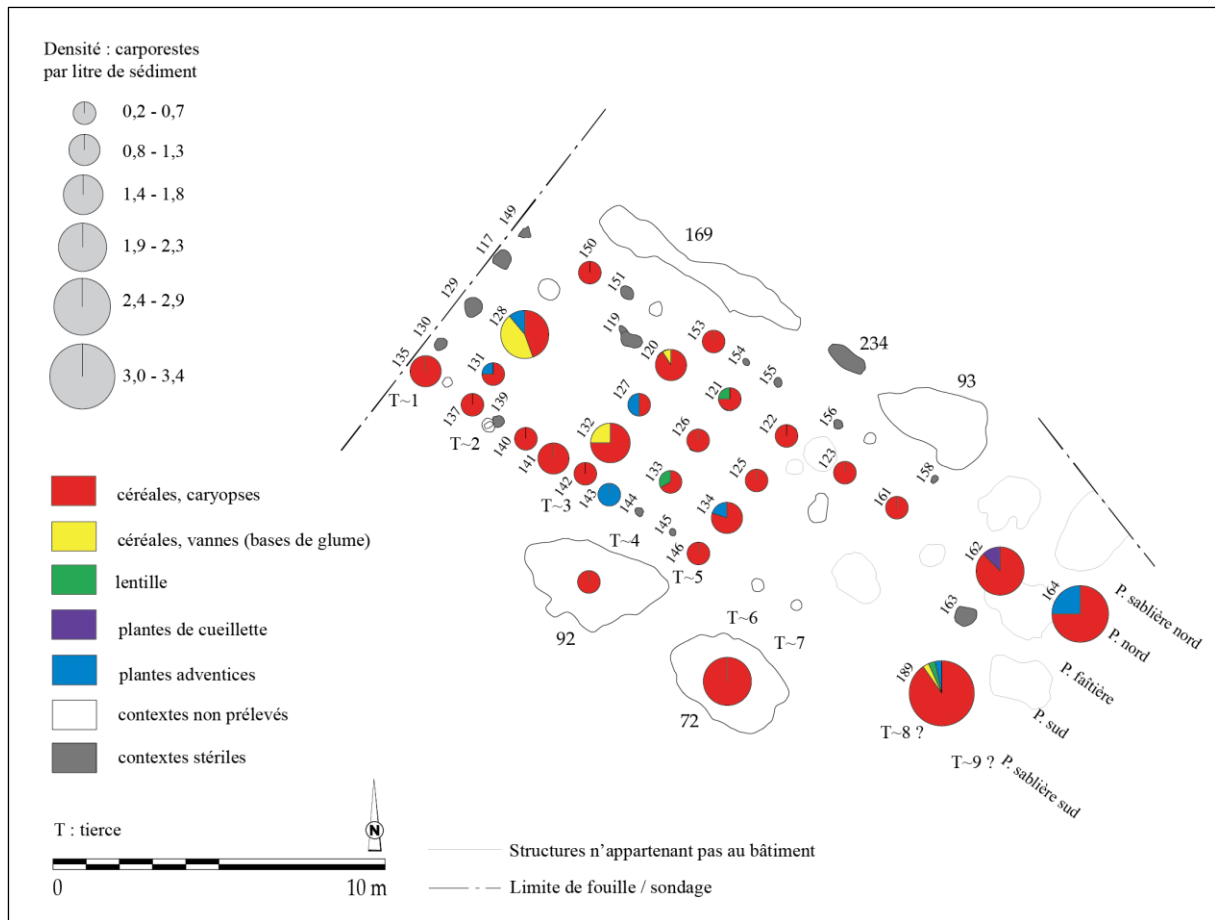 Densité : carporestes
par litre de sédiment
0,2 - 0,7
0,8 - 1,3
1,4 - 1,8
1,9 - 2,3
2,4 - 2,9
3,0 - 3,4
céréales, caryopses
céréales, vannes (bases de glume)
lentille
plantes de cueillette
plantes adventices
contextes non prélevés
contextes stériles
T : tierce
0
10 m
N
Structures n'appartenant pas au bâtiment
Limite de fouille / sondage
149
117
129
130
135
T~1
150
151
169
128
131
119
120
153
154
155
234
93
137
139
T~2
127
121
156
140
141
132
126
122
142
143
T~3
133
125
123
158
144
134
161
145
T~4
146
T~5
92
T~6
T~7
72
162
163
164
189
T~8 ?
T~9 ?
P. sablière nord
P. nord
P. faîtière
P. sud
P. sablière sud